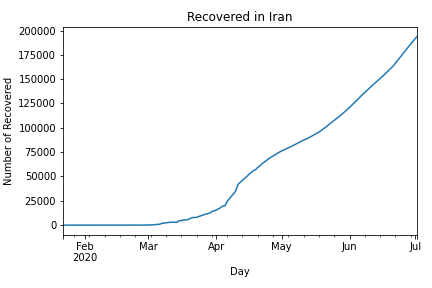 Recovered in Iran
Number of Recovered
200000
175000
150000
125000
100000
75000
50000
25000
0
Feb Mar Apr May Jun Jul
2020
Day